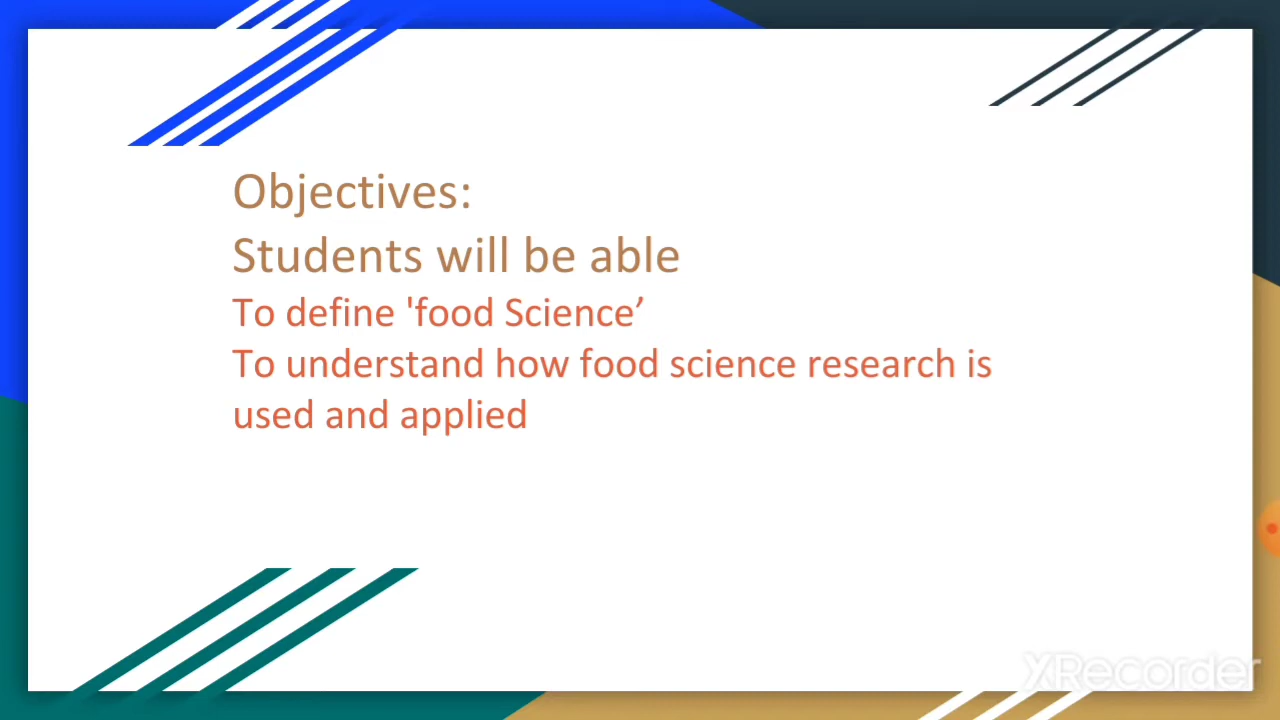 Objectives:
Students will be able
To define 'food Science’
To understand how food science research is
used and applied
XRecorder